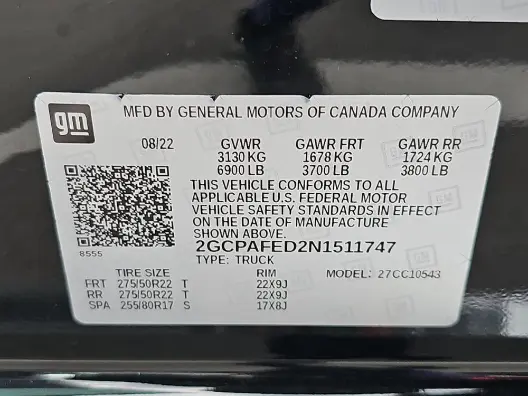 gm
MFD BY GENERAL MOTORS OF CANADA COMPANY
08/22 GVWR GAWR FRT GAWR RR
3130 KG 1678 KG 1724 KG
6900 LB 3700 LB 3800 LB
THIS VEHICLE CONFORMS TO ALL
APPLICABLE U.S. FEDERAL MOTOR
VEHICLE SAFETY STANDARDS IN EFFECT
ON THE DATE OF MANUFACTURE
SHOWN ABOVE.
2GCPAFED2N1511747
8555 TYPE: TRUCK
TIRE SIZE RIM MODEL: 27CC10543
FRT 275/50R22 T 22X9J
RR 275/50R22 T 22X9J
SPA 255/80R17 S 17X8J